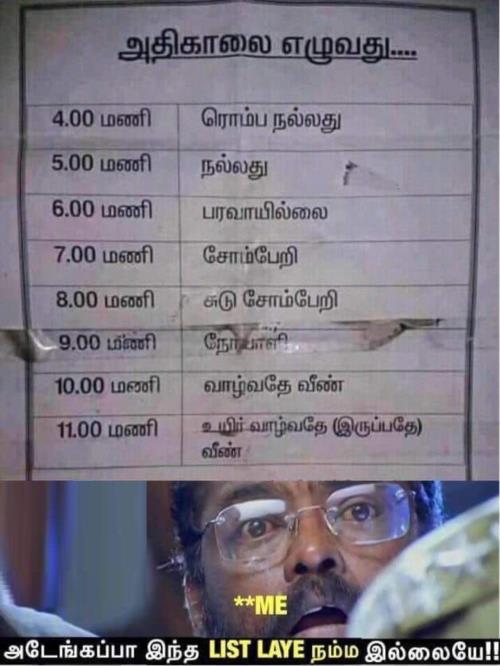 அதிகாலை எழுவது....
4.00 மணி ரொம்ப நல்லது
5.00 மணி நல்லது
6.00 மணி பரவாயில்லை
7.00 மணி சோம்பேறி
8.00 மணி சுடு சோம்பேறி
9.00 மிணி நோயாளி
10.00 மணி வாழ்வதே வீண்
11.00 மணி உயிர் வாழ்வதே (இருப்பதே)
வீண்
**ME
அடேங்கப்பா இந்த LIST LAYE நம்ம இல்லையே!!